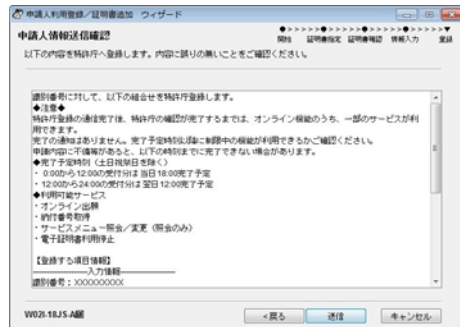 申請人利用登録／証明書追加 ウィザード
申請人情報送信確認
●>>>>>●>>>>>●>>>>>●>>>>>▼
開始 証明書指定 証明書確認 情報入力 登録
以下の内容を特許庁へ登録します。内容に誤りの無いことをご確認ください。
識別番号に対して、以下の組合せを特許庁登録します。
◆注意◆
特許庁登録の通信完了後、特許庁の確認が完了するまでは、オンライン機能のうち、一部のサービスが利
用できます。
完了の通知はありません。完了予定時刻以降に制限中の機能が利用できるかご確認ください。
申請内容に不備等があると、以下の時刻までに完了できない場合があります。
◆完了予定時刻（土日祝祭日を除く）
・ 0:00から12:00の受付分は 当日 18:00完了予定
・ 12:00から24:00の受付分は 翌日 12:00完了予定
◆利用可能サービス
・オンライン出願
・納付番号取得
・サービスメニュー照会／変更（照会のみ）
・電子証明書利用停止
【登録する項目情報】
――――――入力情報――――――
識別番号：XXXXXXXXX
W02I-18JS-A版
<戻る 送信 キャンセル